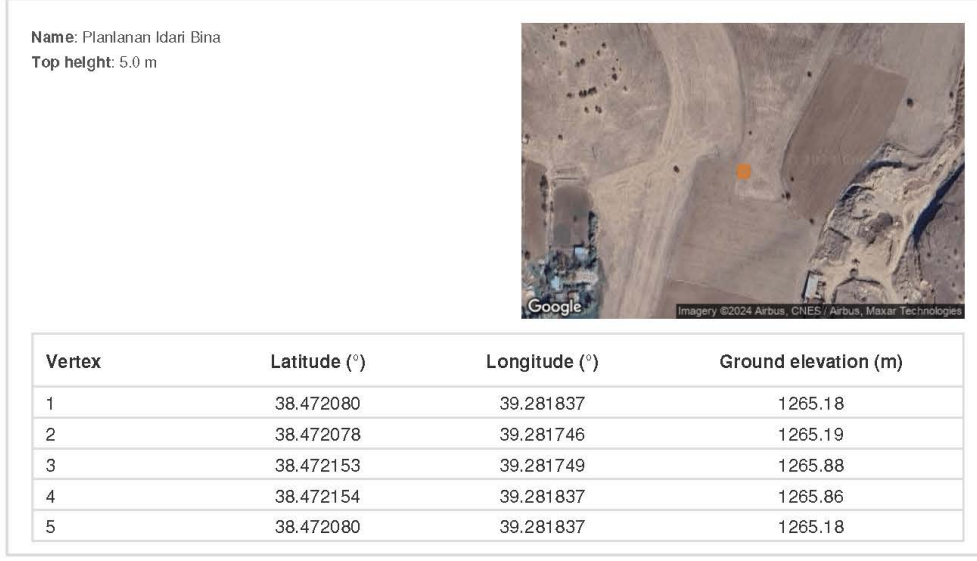 Name: Planlanan Idari Bina
Top height: 5.0 m
Google
Imagery ©2024 Airbus, CNES / Airbus, Maxar Technologies
Vertex Latitude (°) Longitude (°) Ground elevation (m)
1 38.472080 39.281837 1265.18
2 38.472078 39.281746 1265.19
3 38.472153 39.281749 1265.88
4 38.472154 39.281837 1265.86
5 38.472080 39.281837 1265.18